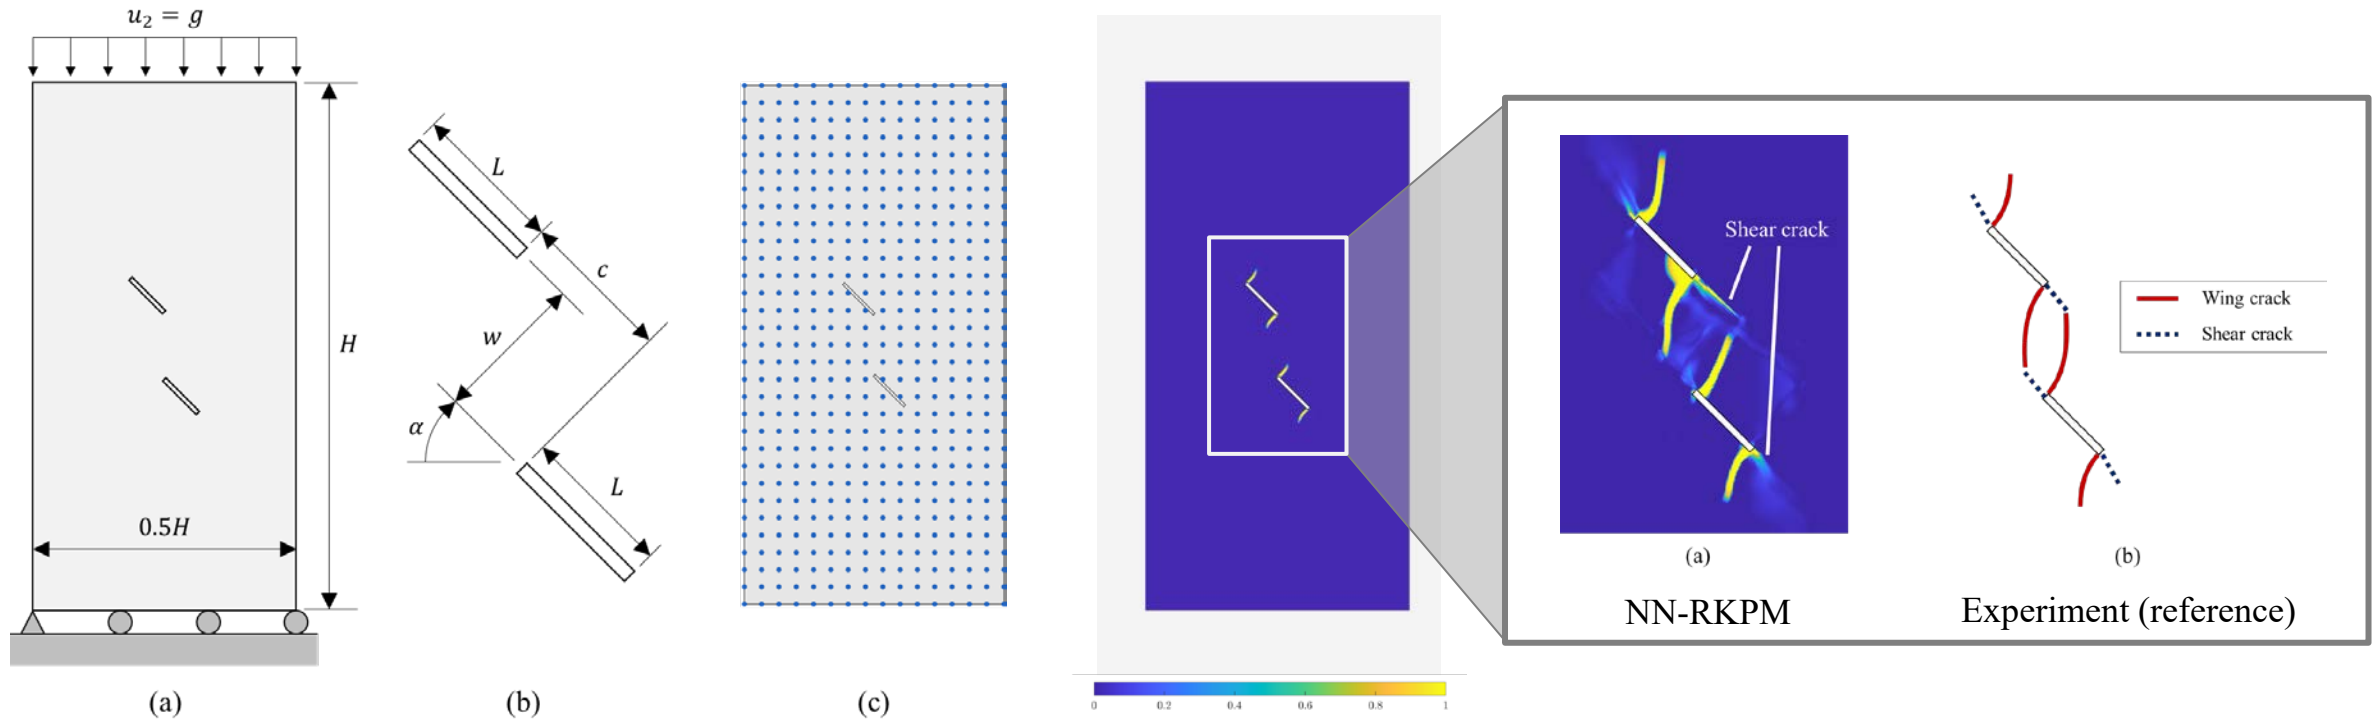 u₂ = g
H
0.5H
(a)
L
c
w
α
L
(b)
(c)
0
0.2
0.4
0.6
0.8
1
Shear crack
(a)
NN-RKPM
Wing crack
Shear crack
(b)
Experiment (reference)